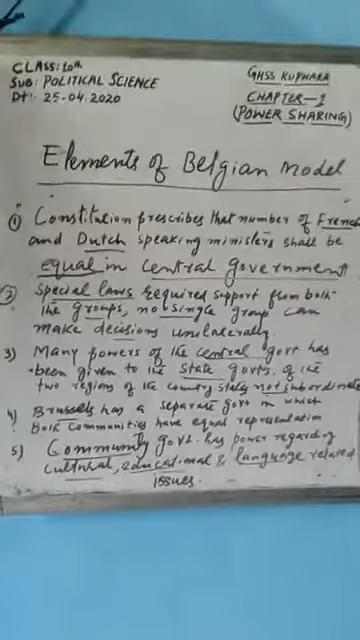 CLASS: 10th
SUB: POLITICAL SCIENCE
Dt: 25-04.2020
GHSS KUPWARA
CHAPTER-1
(POWER SHARING)
Elements of Belgian Model
① Constitution prescribes that number of French
and Dutch speaking ministers shall be
equal in central government
② Special laws required support from both
the groups, no single group can
make decisions unilaterally.
3) Many powers of the central govt has
been given to the state govts. of the
two regions of the country states not subordinate
4) Brussels has a separate govt in which
both communities have equal representation
5) Community govt. has power regarding
cultural, educational & language related
issues.